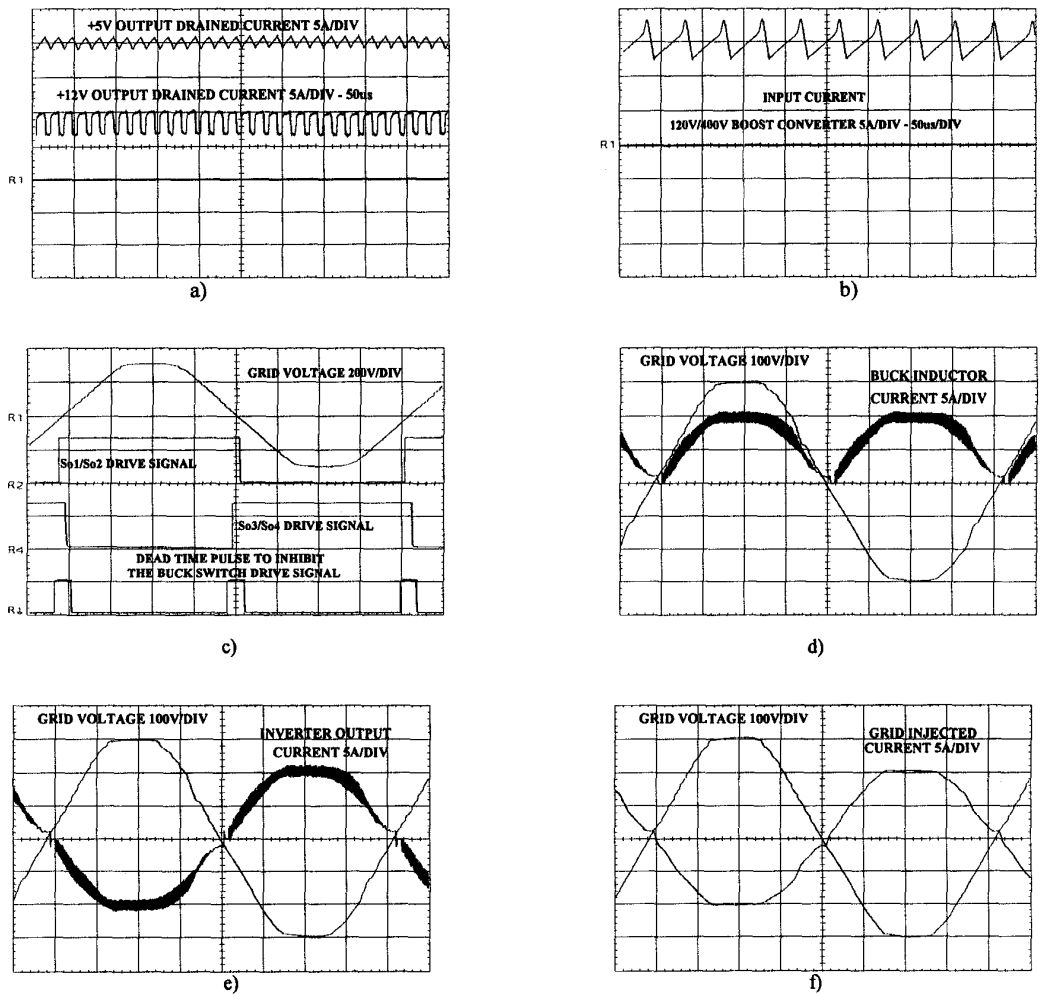 +5V OUTPUT DRAINED CURRENT 5A/DIV
+12V OUTPUT DRAINED CURRENT 5A/DIV - 50us
R1
a)
INPUT CURRENT
120V/400V BOOST CONVERTER 5A/DIV - 50us/DIV
R1
b)
GRID VOLTAGE 200V/DIV
R1
So1/So2 DRIVE SIGNAL
R2
So3/So4 DRIVE SIGNAL
R4
DEAD TIME PULSE TO INHIBIT
THE BUCK SWITCH DRIVE SIGNAL
c)
GRID VOLTAGE 100V/DIV
BUCK INDUCTOR
CURRENT 5A/DIV
d)
GRID VOLTAGE 100V/DIV
INVERTER OUTPUT
CURRENT 5A/DIV
e)
GRID VOLTAGE 100V/DIV
GRID INJECTED
CURRENT 5A/DIV
f)